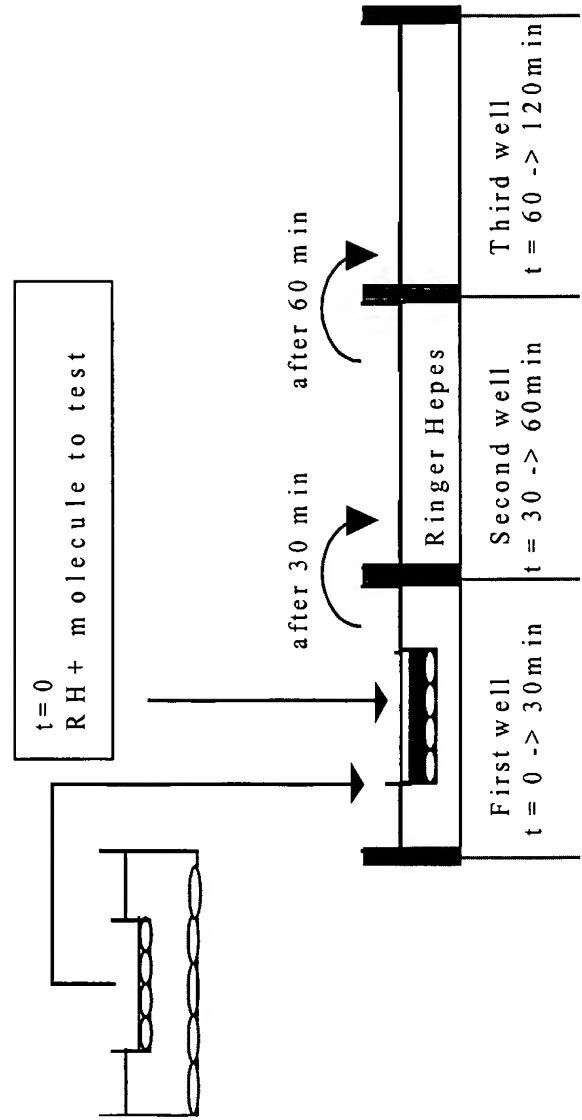 t=0
RH+ molecule to test
after 30 min
after 60 min
Ringer Hepes
First well
t = 0 -> 30min
Second well
t = 30 -> 60min
Third well
t = 60 -> 120min